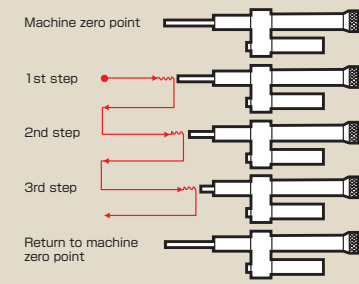 Machine zero point
1st step
2nd step
3rd step
Return to machine
zero point